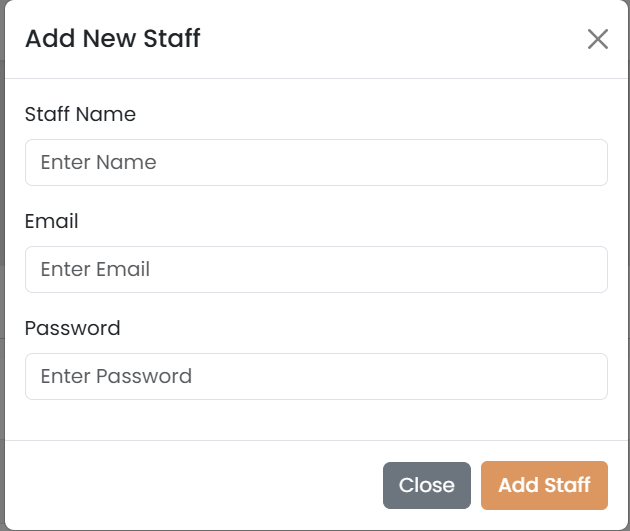 Add New Staff
Staff Name
Enter Name
Email
Enter Email
Password
Enter Password
Close Add Staff